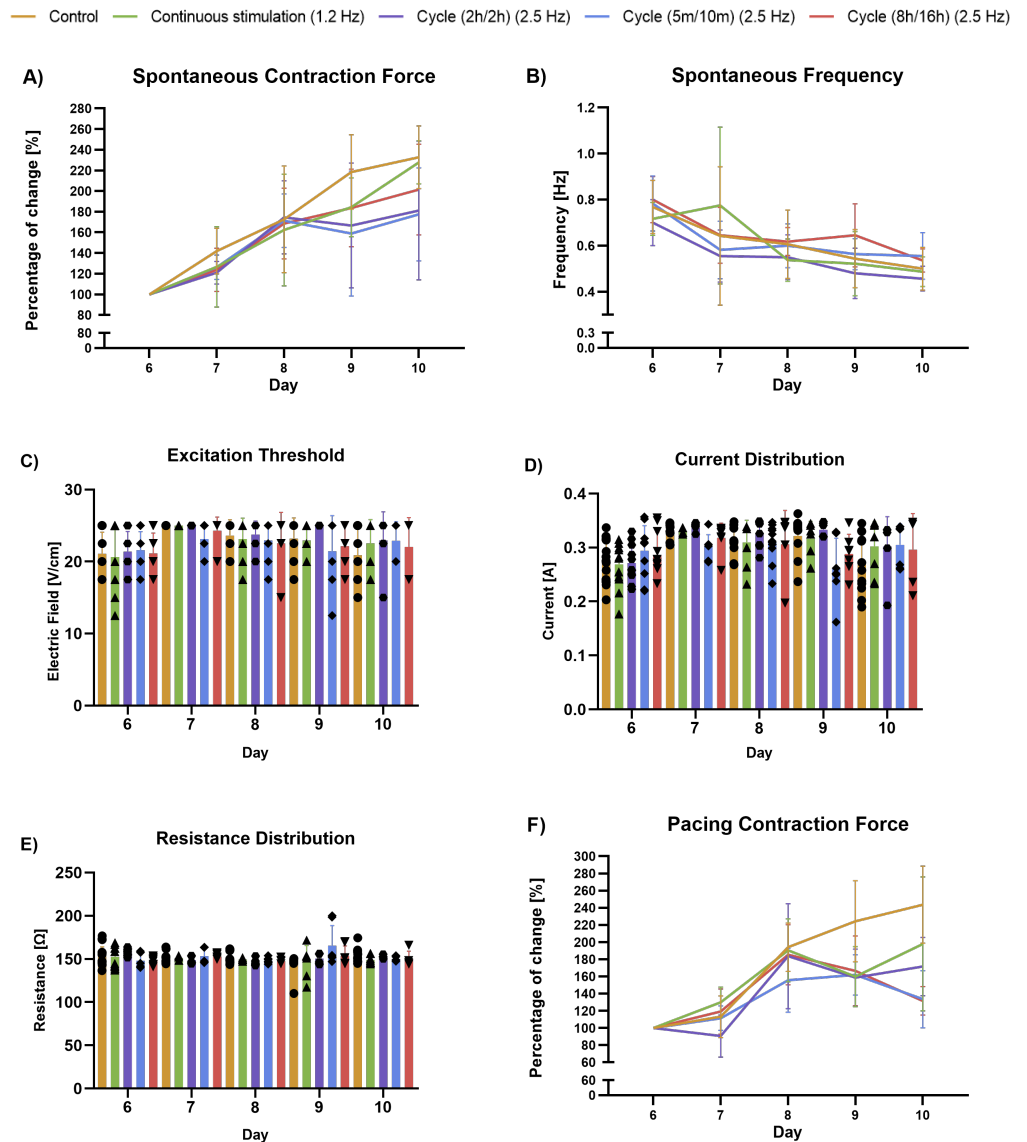 Control Continuous stimulation (1.2 Hz) Cycle (2h/2h) (2.5 Hz) Cycle (5m/10m) (2.5 Hz) Cycle (8h/16h) (2.5 Hz)
A) Spontaneous Contraction Force
Percentage of change [%]
280
260
240
220
200
180
160
140
120
100
80
80
0
6 7 8 9 10
Day
B) Spontaneous Frequency
Frequency [Hz]
1.2
1.0
0.8
0.6
0.4
0.3
0.0
6 7 8 9 10
Day
C) Excitation Threshold
Electric Field [V/cm]
30
20
10
0
6 7 8 9 10
Day
D) Current Distribution
Current [A]
0.4
0.3
0.2
0.1
0.0
6 7 8 9 10
Day
E) Resistance Distribution
Resistance [Ω]
250
200
150
100
50
0
6 7 8 9 10
Day
F) Pacing Contraction Force
Percentage of change [%]
300
280
260
240
220
200
180
160
140
120
100
80
60
60
0
6 7 8 9 10
Day